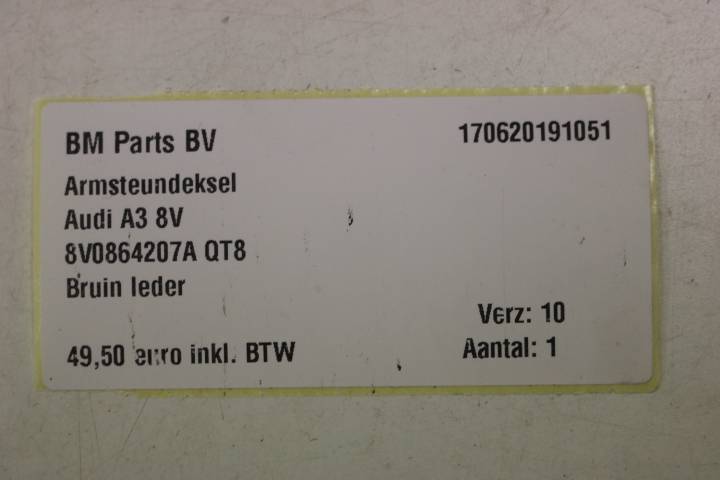 BM Parts BV
170620191051
Armsteundeksel
Audi A3 8V
8V0864207A QT8
Bruin leder
Verz: 10
49,50 euro inkl. BTW
Aantal: 1